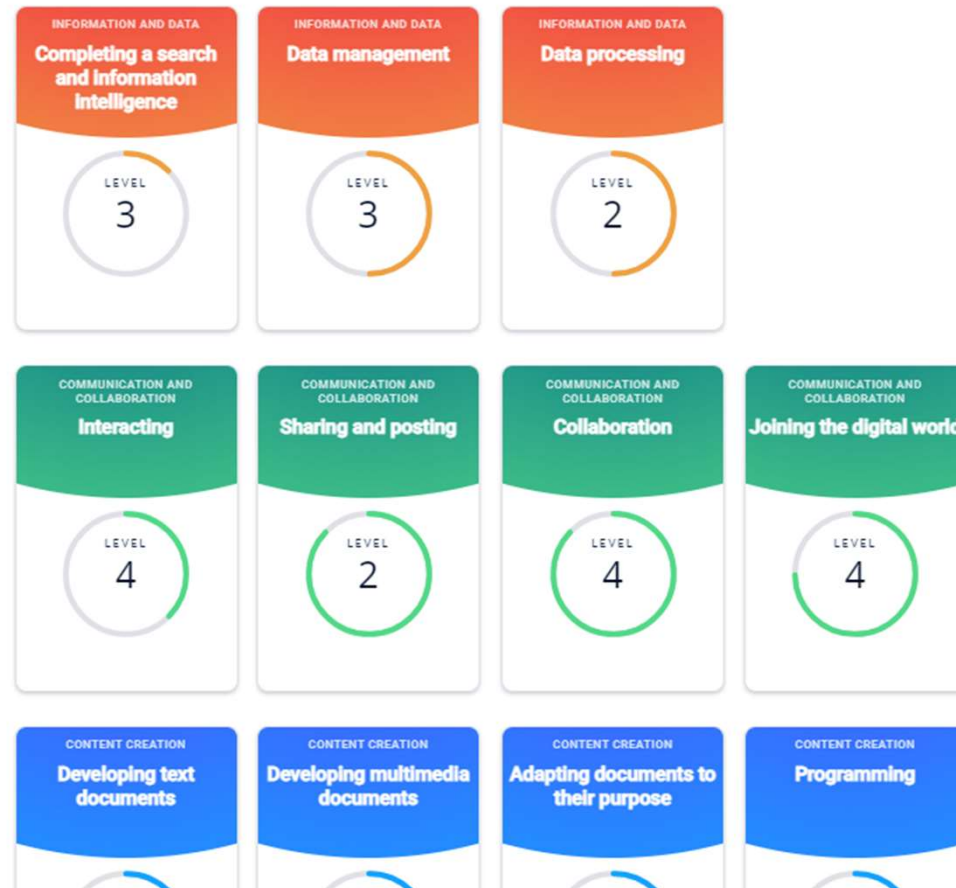 INFORMATION AND DATA
Completing a search
and information
intelligence
LEVEL
3
INFORMATION AND DATA
Data management
LEVEL
3
INFORMATION AND DATA
Data processing
LEVEL
2
COMMUNICATION AND
COLLABORATION
Interacting
LEVEL
4
COMMUNICATION AND
COLLABORATION
Sharing and posting
LEVEL
2
COMMUNICATION AND
COLLABORATION
Collaboration
LEVEL
4
COMMUNICATION AND
COLLABORATION
Joining the digital world
LEVEL
4
CONTENT CREATION
Developing text
documents
CONTENT CREATION
Developing multimedia
documents
CONTENT CREATION
Adapting documents to
their purpose
CONTENT CREATION
Programming